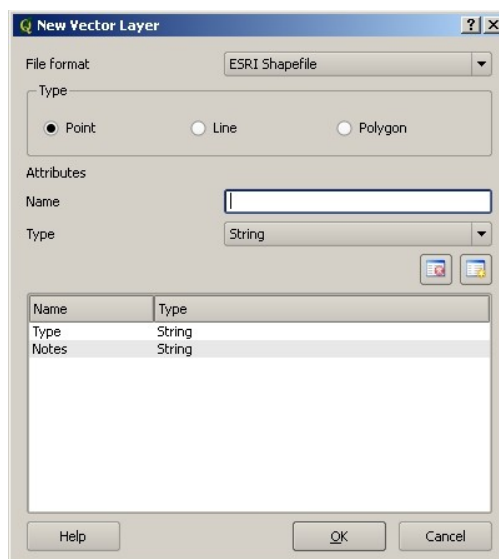 New Vector Layer
File format ESRI Shapefile
Type
Point Line Polygon
Attributes
Name
Type String
Name Type
Type String
Notes String
Help OK Cancel